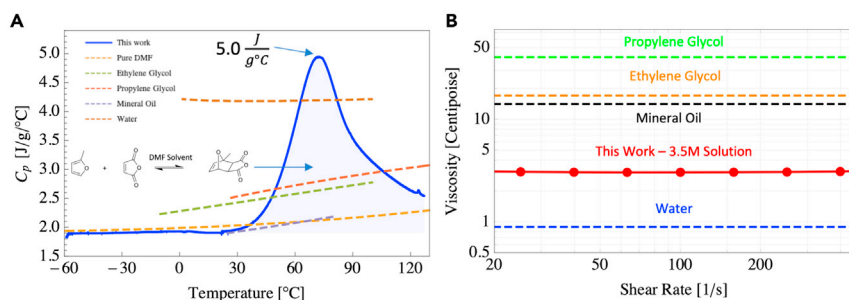 A
5.0 J/g°C
This work
Pure DMF
Ethylene Glycol
Propylene Glycol
Mineral Oil
Water
DMF Solvent
+
O
O
O
O
O
O
O
O
5.0
4.5
4.0
3.5
3.0
2.5
2.0
1.5
Cp [J/g/°C]
−60 −30 0 30 60 90 120
Temperature [°C]
B
Propylene Glycol
Ethylene Glycol
Mineral Oil
This Work – 3.5M Solution
Water
50
10
5
1
0.5
Viscosity [Centipoise]
20 50 100 200
Shear Rate [1/s]